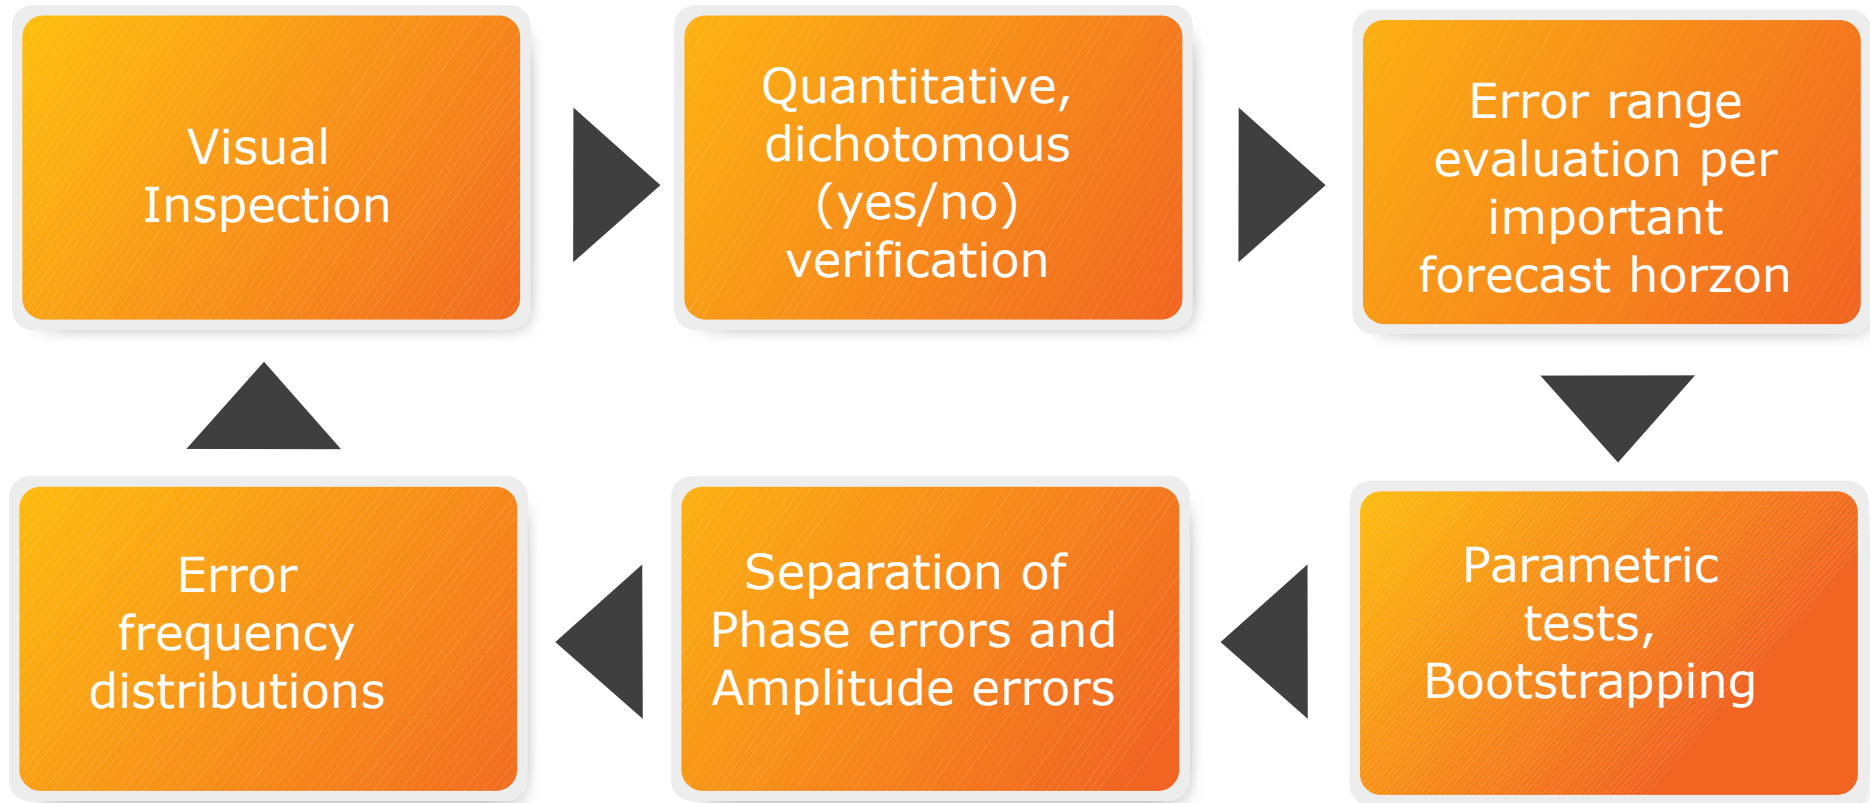 Visual
Inspection
Quantitative,
dichotomous
(yes/no)
verification
Error range
evaluation per
important
forecast horzon
Parametric
tests,
Bootstrapping
Separation of
Phase errors and
Amplitude errors
Error
frequency
distributions